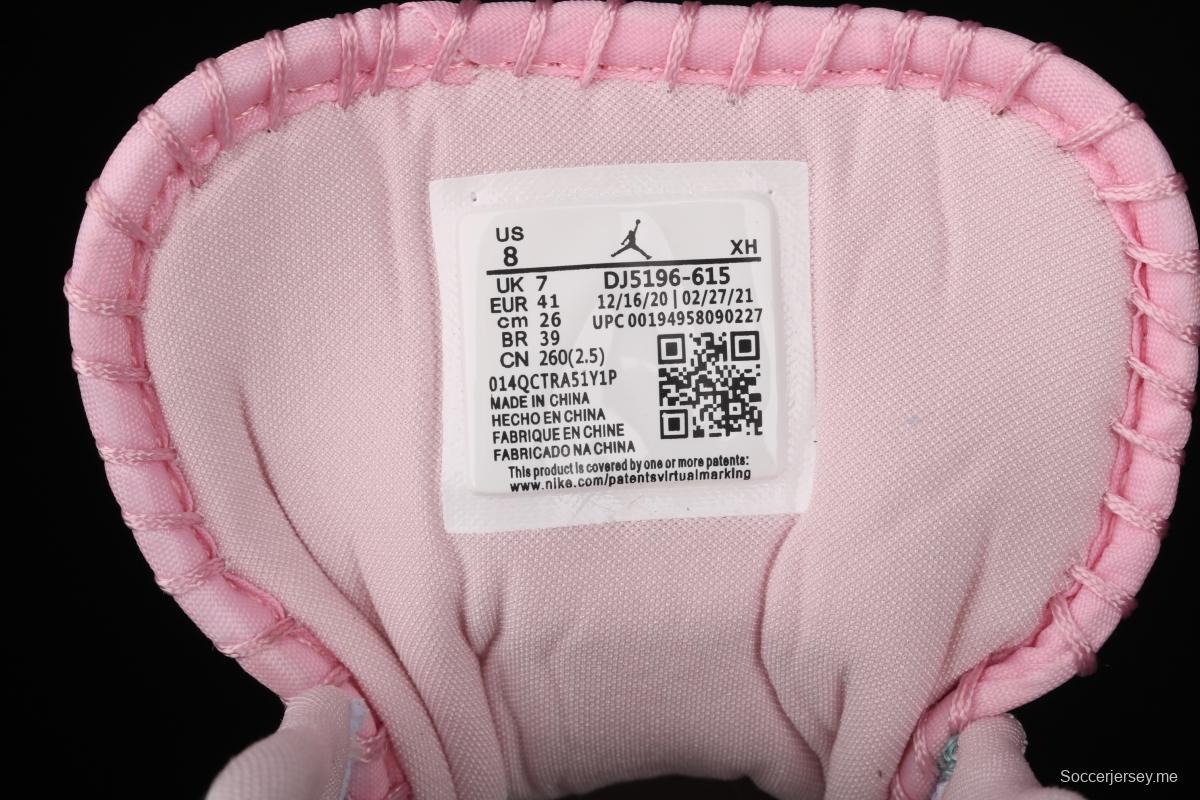 US
8
XH
UK 7
DJ5196-615
EUR 41
12/16/20 | 02/27/21
cm 26
UPC 00194958090227
BR 39
CN 260(2.5)
014QCTRA51Y1P
MADE IN CHINA
HECHO EN CHINA
FABRIQUE EN CHINE
FABRICADO NA CHINA
This product is covered by one or more patents:
www.nike.com/patentsvirtualmarking
Soccerjersey.me